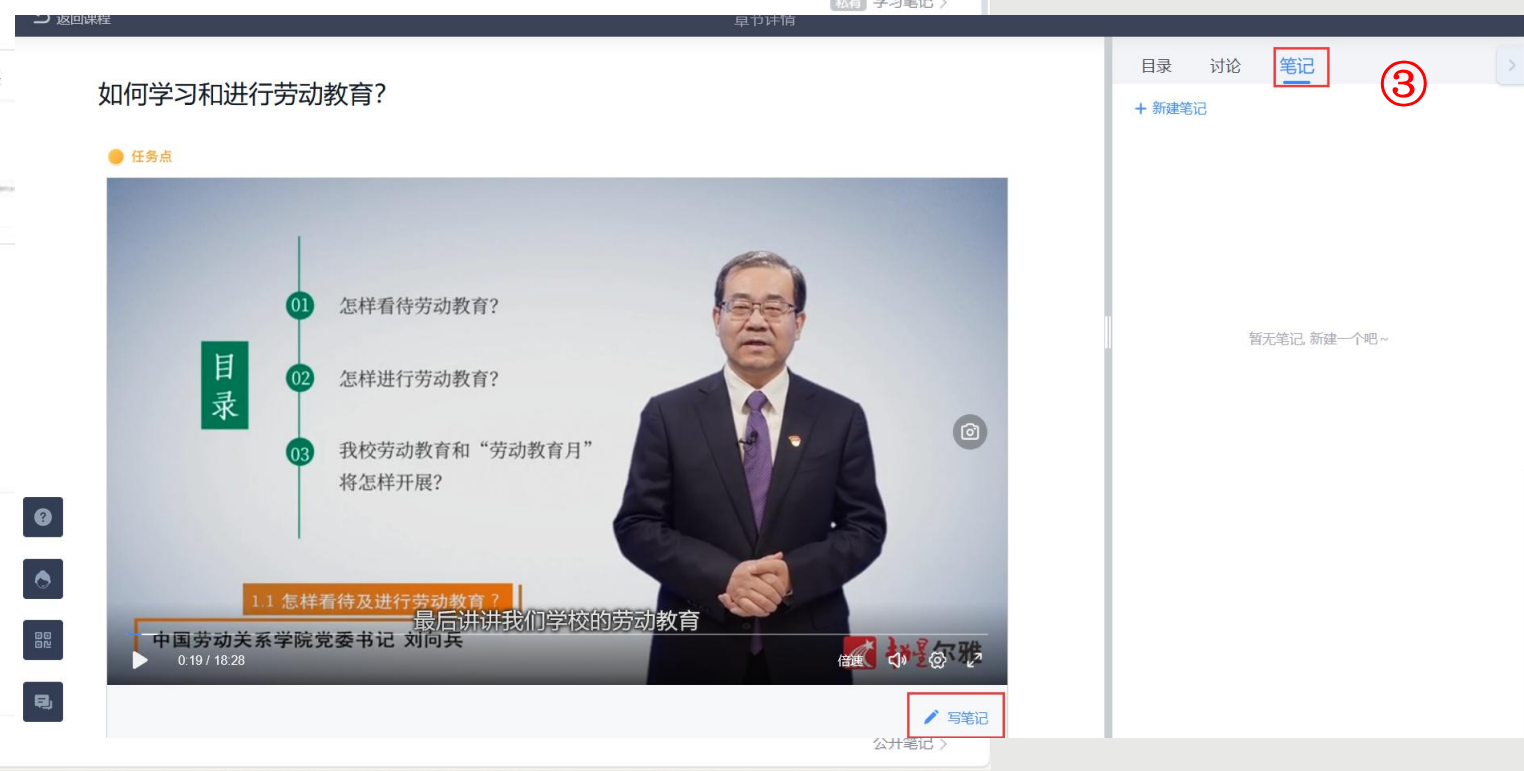 私有 学习笔记 >
返回课程
章节详情
如何学习和进行劳动教育?
任务点
目录
01 怎样看待劳动教育?
02 怎样进行劳动教育?
03 我校劳动教育和“劳动教育月”
将怎样开展?
1.1 怎样看待及进行劳动教育?
最后讲讲我们学校的劳动教育
中国劳动关系学院党委书记 刘向兵
0:19 / 18:28
倍速
超星尔雅
写笔记
公开笔记 >
目录 讨论 笔记
③
+ 新建笔记
暂无笔记, 新建一个吧~